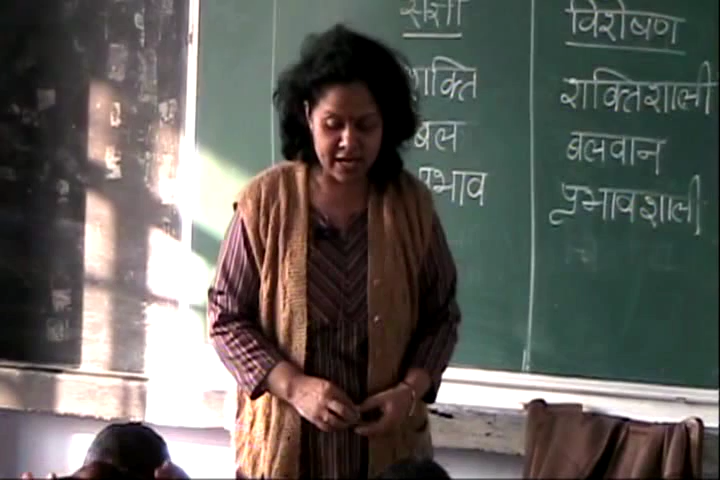 संज्ञा विशेषण
शक्ति शक्तिशाली
बल बलवान
प्रभाव प्रभावशाली